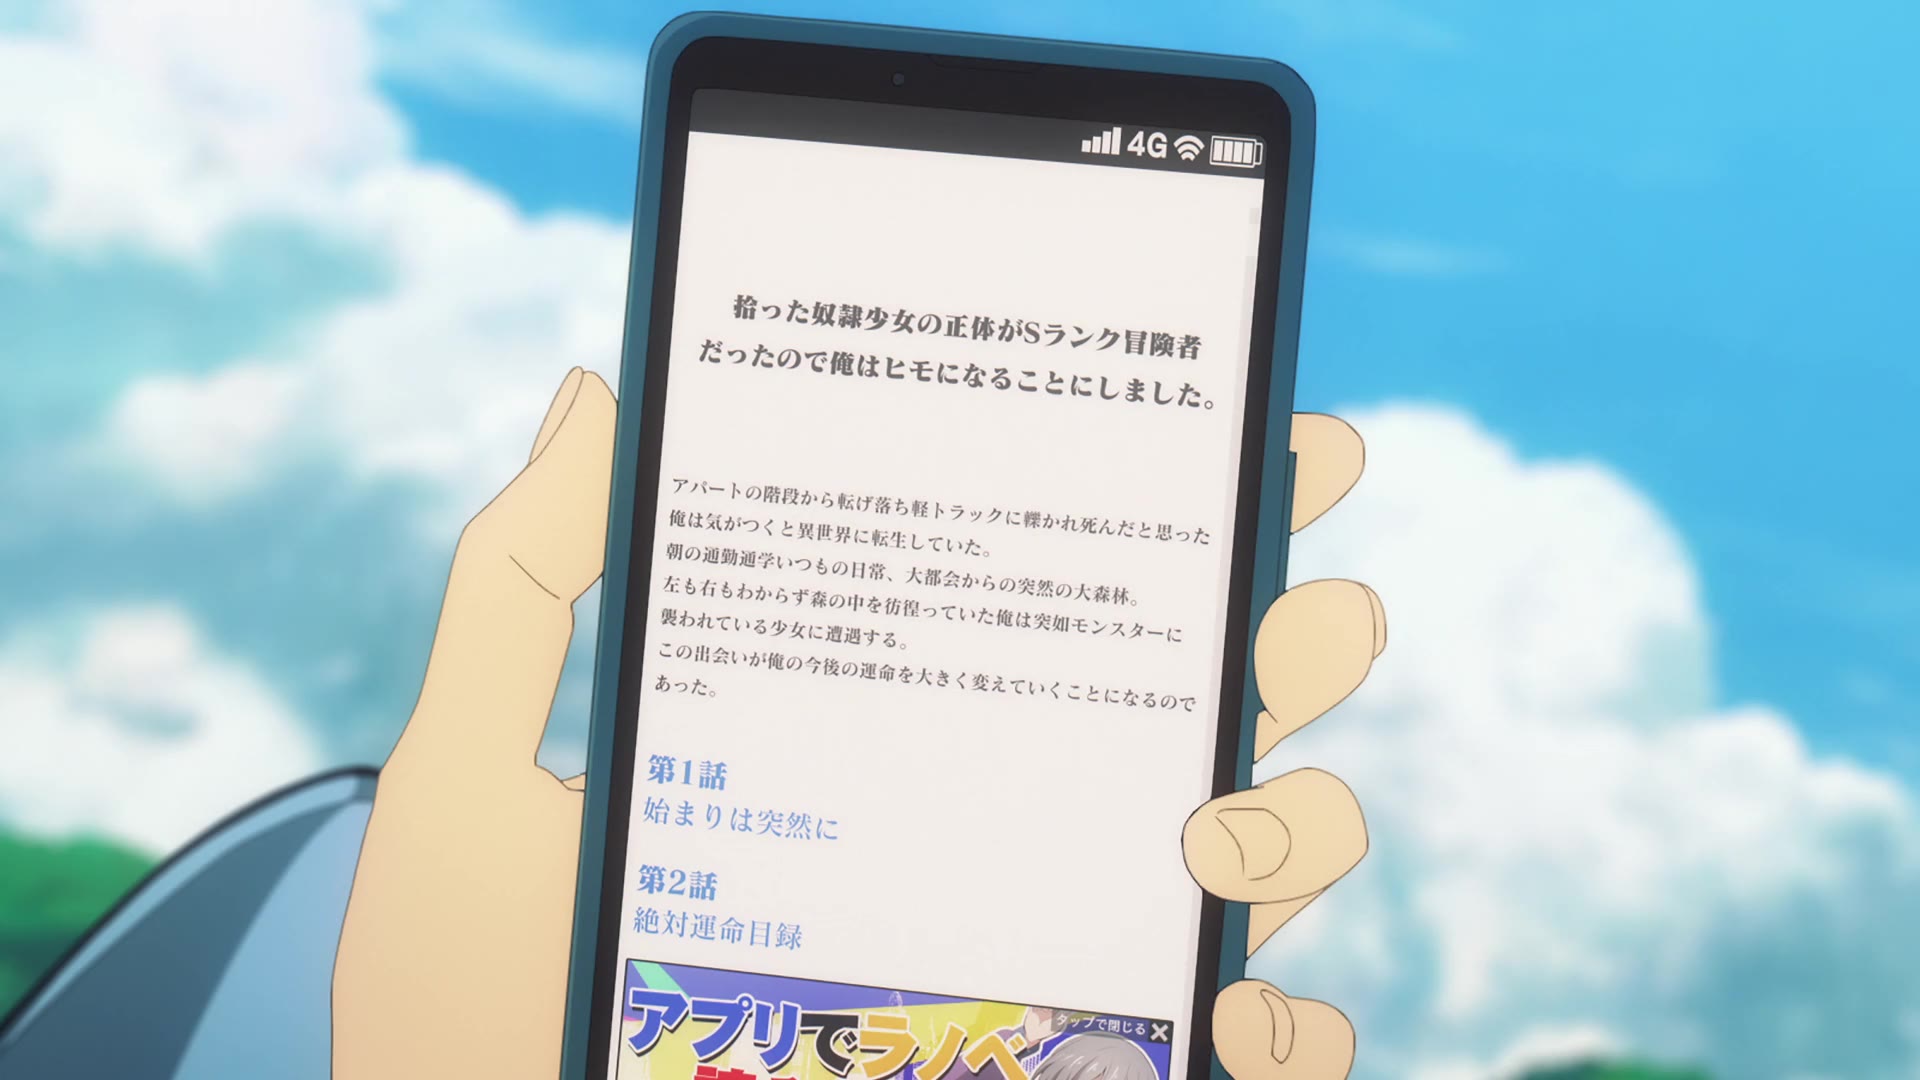 4G
拾った奴隷少女の正体がSランク冒険者
だったので俺はヒモになることにしました。
アパートの階段から転げ落ち軽トラックに轢かれ死んだと思った
俺は気がつくと異世界に転生していた。
朝の通勤通学いつもの日常、大都会からの突然の大森林。
左も右もわからず森の中を彷徨っていた俺は突如モンスターに
襲われている少女に遭遇する。
この出会いが俺の今後の運命を大きく変えていくことになるので
あった。
第1話
始まりは突然に
第2話
絶対運命目録
タップで閉じる
アプリでラノベ